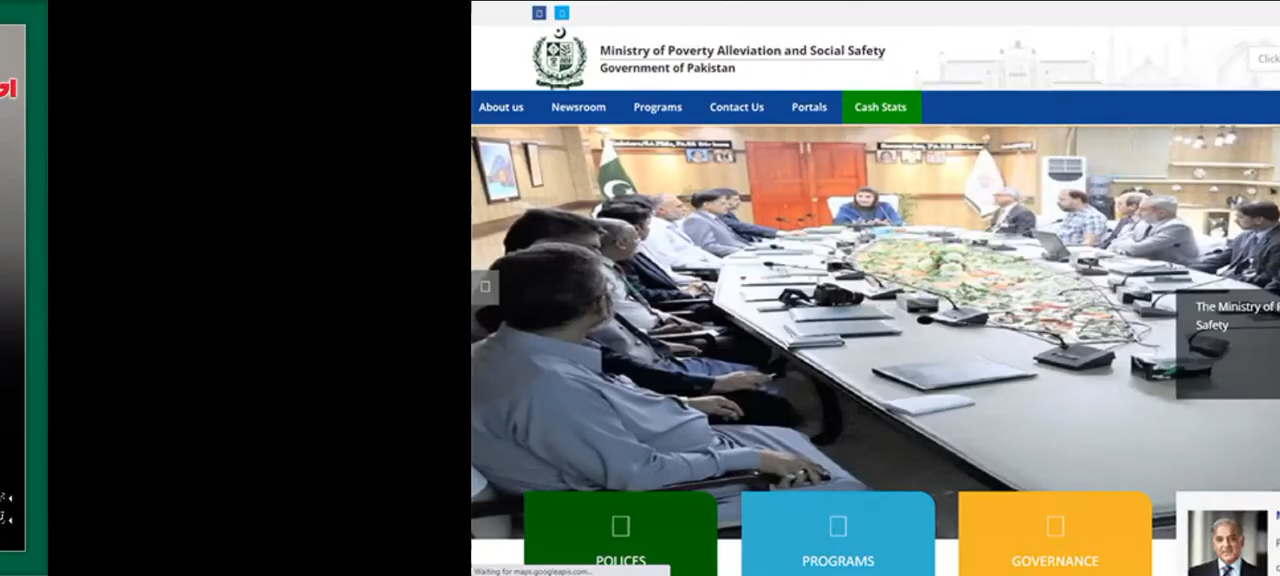 Ministry of Poverty Alleviation and Social Safety
Government of Pakistan
Click
About us
Newsroom
Programs
Contact Us
Portals
Cash Stats
The Ministry of P
Safety
POLICES
PROGRAMS
GOVERNANCE
Waiting for maps.googleapis.com...